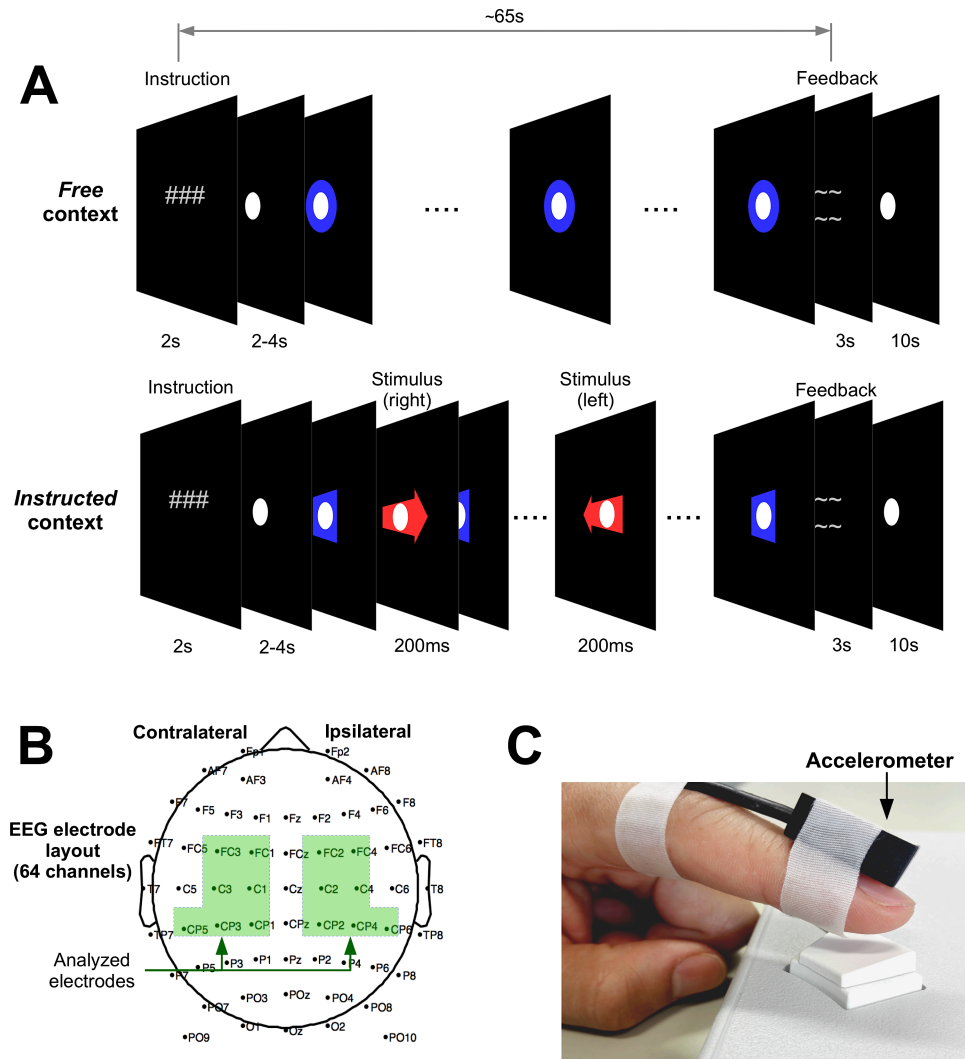 ~65s
A
Instruction
Feedback
Free
context
###
....
....
~~
~~
2s
2-4s
3s
10s
Instruction
Stimulus
(right)
Stimulus
(left)
Feedback
Instructed
context
###
....
....
~~
~~
2s
2-4s
200ms
200ms
3s
10s
B
Contralateral
Ipsilateral
EEG electrode
layout
(64 channels)
Fp1 Fp2
AF7 AF3 AF4 AF8
F7 F5 F3 F1 Fz F2 F4 F6 F8
FT7 FC5 FC3 FC1 FCz FC2 FC4 FC6 FT8
T7 C5 C3 C1 Cz C2 C4 C6 T8
TP7 CP5 CP3 CP1 CPz CP2 CP4 CP6 TP8
P7 P5 P3 P1 Pz P2 P4 P6 P8
PO7 PO3 POz PO4 PO8
PO9 O1 Oz O2 PO10
Analyzed
electrodes
C
Accelerometer